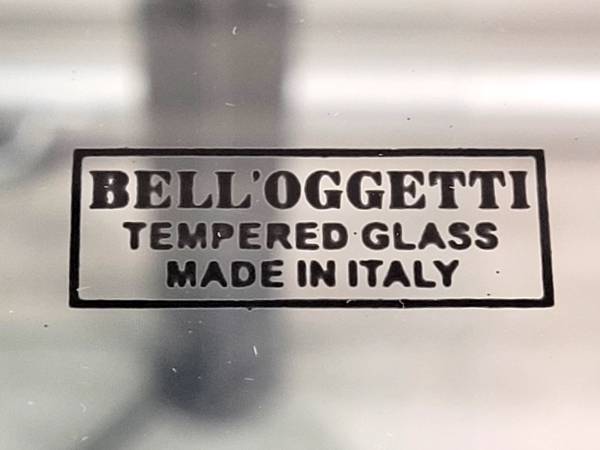 BELL'OGGETTI
TEMPERED GLASS
MADE IN ITALY